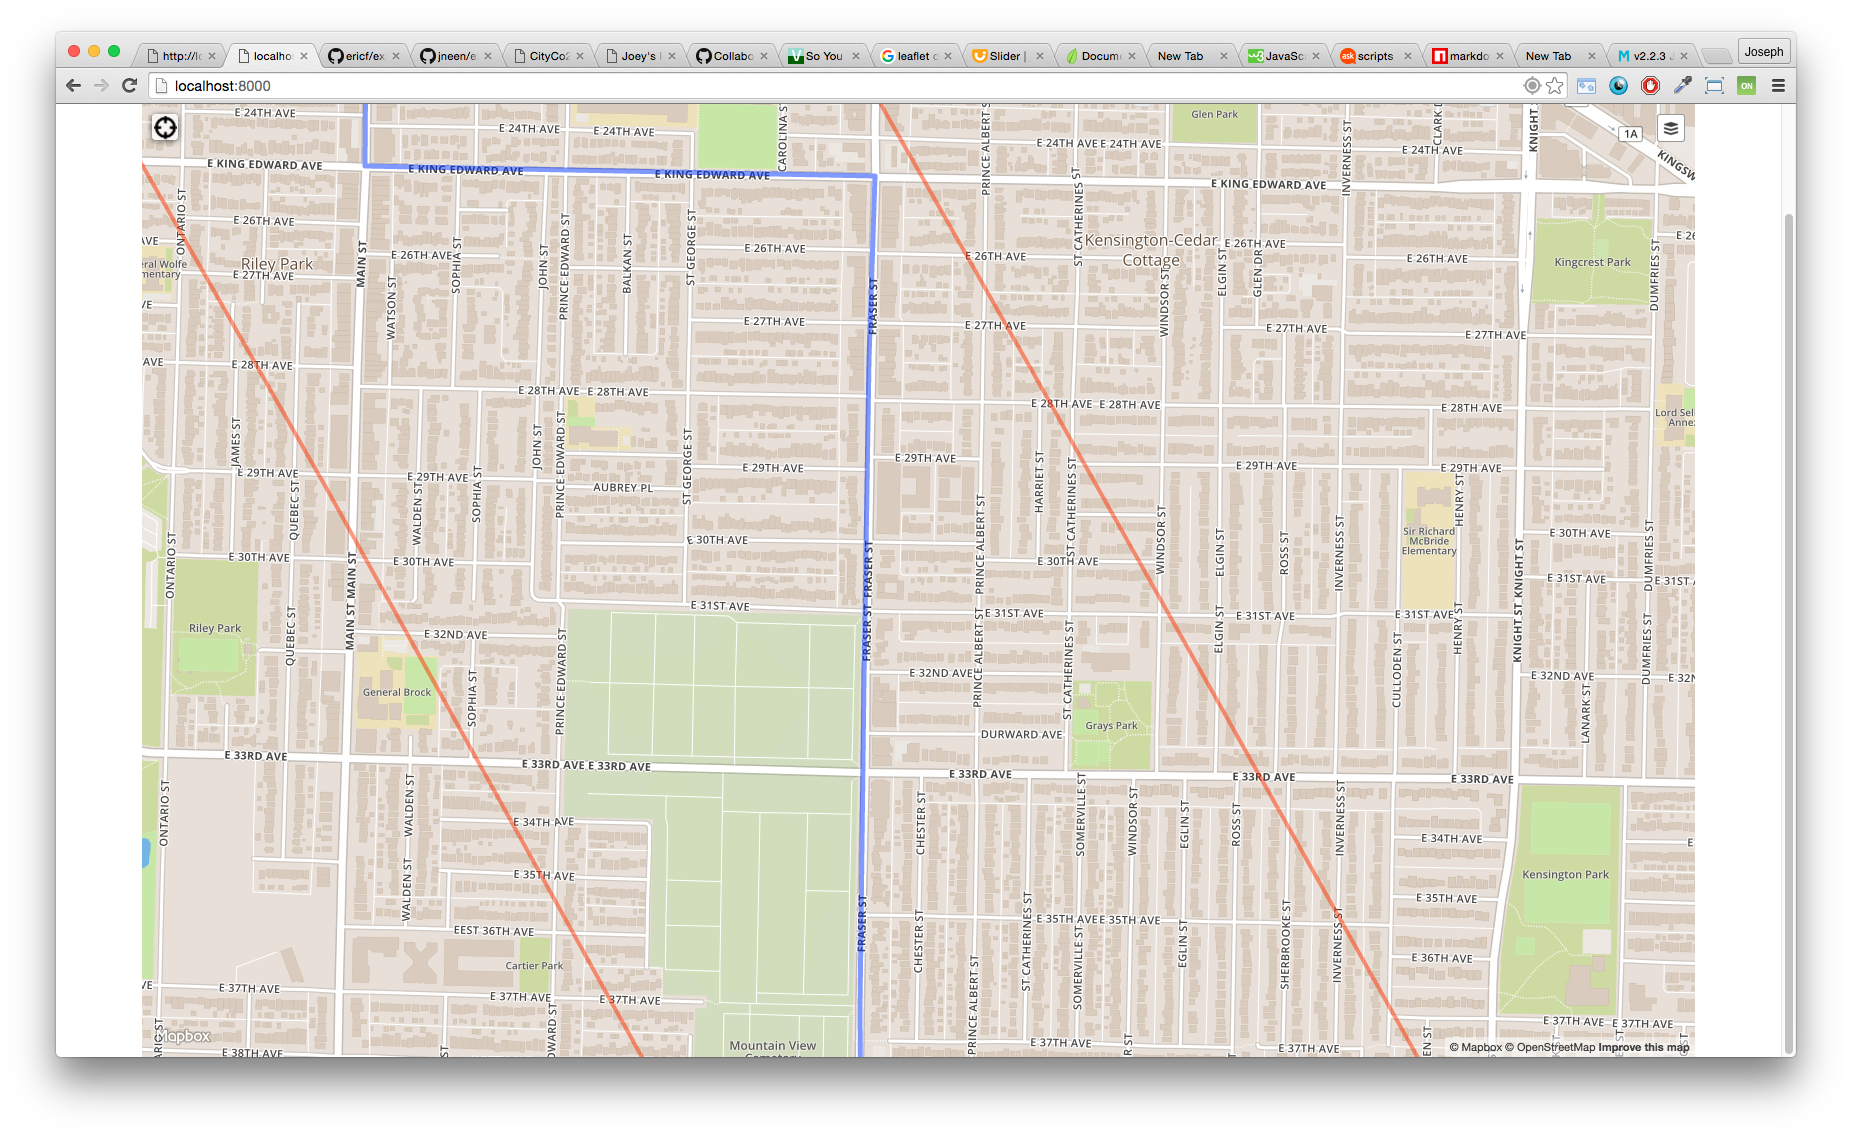 http://lo
localhos
ericf/ex
jneen/e
CityCo2
Joey's
Collabo
So You
leaflet c
Slider |
Docum
New Tab
JavaSc
scripts
markdo
New Tab
v2.2.3
Joseph
localhost:8000
ON
E 24TH AVE
E 24TH AVE
E 24TH AVE
CAROLINA S
PRINCE ALBERT S
Glen Park
E 24TH AVE E 24TH AVE
INVERNESS ST
E 24TH AVE
CLARK D
KNIGHT
1A
KINGSW
E KING EDWARD AVE
E KING EDWARD AVE
E KING EDWARD AVE
E KING EDWARD AVE
ONTARIO ST
E 26TH AVE
MAIN ST
E 26TH AVE
SOPHIA ST
JOHN ST
PRINCE EDWARD ST
BALKAN ST
ST GEORGE ST
E 26TH AVE
E 26TH AVE
ST CATHERINES ST
Kensington-Cedar
Cottage
E 26TH AVE
ELGIN ST
GLEN DR
E 26TH AVE
Kingcrest Park
DUMFRIES ST
E 26
AVE
eral Wolfe
mentary
Riley Park
E 27TH AVE
VE
WATSON ST
FRASER ST
E 27TH AVE
E 27TH AVE
WINDSOR ST
E 27TH AVE
E 27TH AVE
AVE
E 28TH AVE
E 28TH AVE E 28TH AVE
E 28TH AVE E 28TH AVE
E 28TH AVE
Lord Sel
Annex
JAMES ST
E 29TH AVE
QUEBEC ST
E 29TH AVE
WALDEN ST
SOPHIA ST
JOHN ST
PRINCE EDWARD ST
AUBREY PL
ST GEORGE ST
E 29TH AVE
E 29TH AVE
HARRIET ST
ST CATHERINES ST
PRINCE ALBERT ST
E 29TH AVE
E 29TH AVE
HENRY ST
Sir Richard
McBride
Elementary
ONTARIO ST
E 30TH AVE
MAIN ST MAIN ST
E 30TH AVE
E 30TH AVE
FRASER ST FRASER ST
E 30TH AVE
WINDSOR ST
ELGIN ST
ROSS ST
INVERNESS ST
KNIGHT ST KNIGHT ST
E 30TH AVE
E 31ST AVE
DUMFRIES ST
E 31ST A
E 31ST AVE
E 31ST AVE
E 31ST AVE
E 31ST AVE
Riley Park
QUEBEC ST
E 32ND AVE
General Brock
SOPHIA ST
PRINCE EDWARD ST
E 32ND AVE
PRINCE ALBERT ST
ST CATHERINES ST
ELGIN ST
Grays Park
CULLODEN ST
HENRY ST
E 32ND AVE
LANARK ST
DUMFRIES ST
E 32N
DURWARD AVE
E 33RD AVE
E 33RD AVE E 33RD AVE
E 33RD AVE
E 33RD AVE
E 33RD AVE
ONTARIO ST
WALDEN ST
E 34TH AVE
CHESTER ST
SOMERVILLE ST
WINDSOR ST
EGLIN ST
ROSS ST
INVERNESS ST
E 34TH AVE
E
WALDEN ST
E 35TH AVE
FRASER ST
E 35TH AVE E 35TH AVE
E 35TH AVE
Kensington Park
EEST 36TH AVE
Cartier Park
CHESTER ST
ST CATHERINES ST
SOMERVILLE ST
EGLIN ST
SHERBROOKE ST
INVERNESS ST
E 36TH AVE
VE
E 37TH AVE
E 37TH AVE
E 37TH AVE
PRINCE ALBERT ST
E 37TH AVE
E 37TH AVE
E 37TH AVE
E 37TH AVE
Mapbox
E 38TH AVE
Mountain View
Cemetery
© Mapbox © OpenStreetMap Improve this map